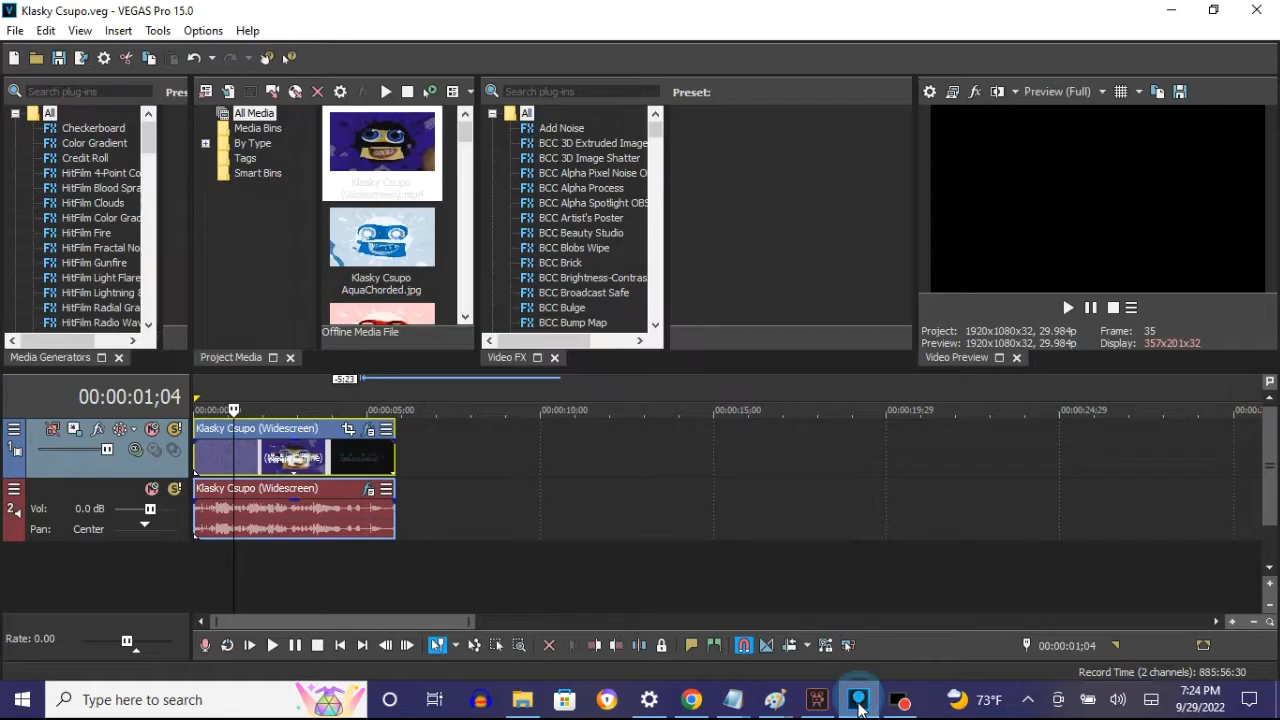 Klasky Csupo.veg - VEGAS Pro 15.0
File Edit View Insert Tools Options Help
Search plug-ins Pres
All
Checkerboard
Color Gradient
Credit Roll
HitFilm 4-Point Co
HitFilm Blood Spra
HitFilm Clouds
HitFilm Color Grad
HitFilm Fire
HitFilm Fractal No
HitFilm Gunfire
HitFilm Light Flare
HitFilm Lightning &
HitFilm Radial Gra
HitFilm Radio Wav
Media Generators
All Media
Media Bins
By Type
Tags
Smart Bins
Klasky Csupo
(Widescreen).mp4
Klasky Csupo
AquaChorded.jpg
Offline Media File
Project Media
Search plug-ins Preset:
All
Add Noise
BCC 3D Extruded Image
BCC 3D Image Shatter
BCC Alpha Pixel Noise O
BCC Alpha Process
BCC Alpha Spotlight OBS
BCC Artist's Poster
BCC Beauty Studio
BCC Blobs Wipe
BCC Brick
BCC Brightness-Contras
BCC Broadcast Safe
BCC Bulge
BCC Bump Map
Video FX
Preview (Full)
Project: 1920x1080x32, 29.984p Frame: 35
Preview: 1920x1080x32, 29.984p Display: 357x201x32
Video Preview
00:00:01;04
-5;23
00:00:05;00 00:00:10;00 00:00:15;00 00:00:19;29 00:00:24;29
1
Klasky Csupo (Widescreen)
2
Klasky Csupo (Widescreen)
Vol: 0.0 dB
Pan: Center
Rate: 0.00
00:00:01;04
Record Time (2 channels): 885:56:30
Type here to search
73°F
7:24 PM
9/29/2022